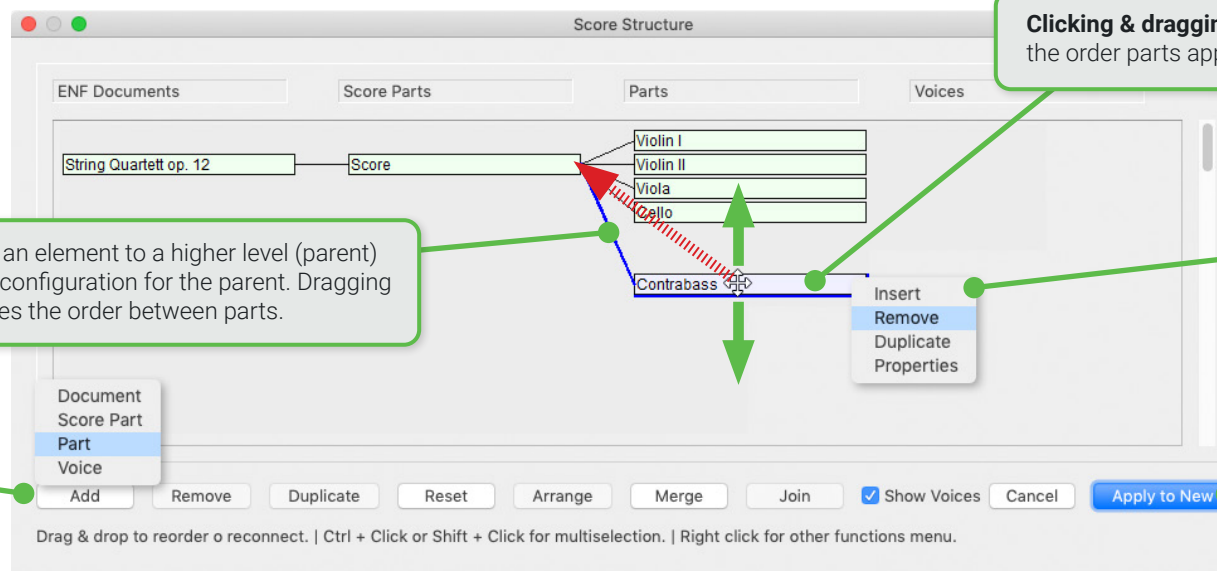 Score Structure
Clicking & draggin
the order parts app
ENF Documents
Score Parts
Parts
Voices
String Quartett op. 12
Score
Violin I
Violin II
Viola
Cello
an element to a higher level (parent)
configuration for the parent. Dragging
es the order between parts.
Contrabass
Insert
Remove
Duplicate
Properties
Document
Score Part
Part
Voice
Add
Remove
Duplicate
Reset
Arrange
Merge
Join
Show Voices
Cancel
Apply to New
Drag & drop to reorder o reconnect. | Ctrl + Click or Shift + Click for multiselection. | Right click for other functions menu.